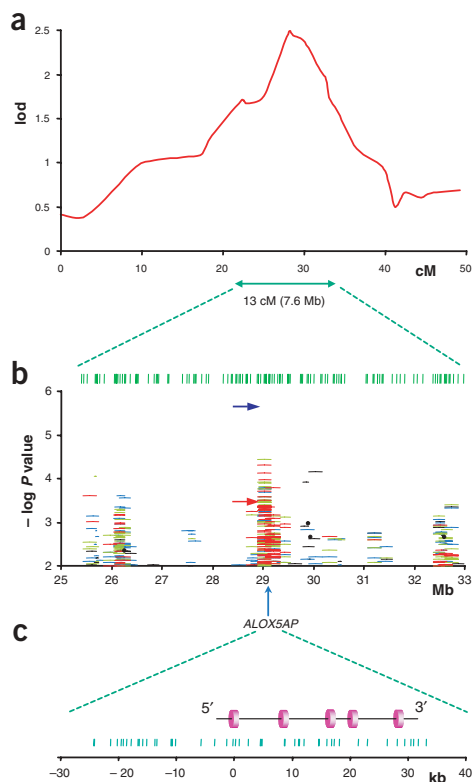 a
2.5
2
1.5
1
0.5
0
lod
0 10 20 30 40 50
cM
13 cM (7.6 Mb)
b
6
5
4
3
2
– log P value
25 26 27 28 29 30 31 32 33
Mb
ALOX5AP
c
5′ 3′
–30 –20 –10 0 10 20 30 40
kb